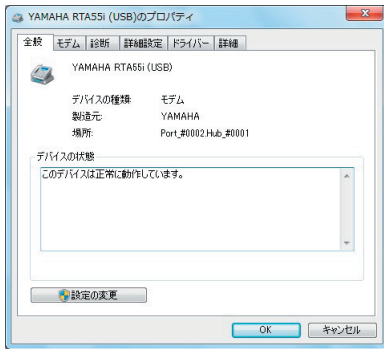 YAMAHA RTA55i (USB)のプロパティ
全般 モデム 診断 詳細設定 ドライバー 詳細
YAMAHA RTA55i (USB)
デバイスの種類: モデム
製造元: YAMAHA
場所: Port_#0002.Hub_#0001
デバイスの状態
このデバイスは正常に動作しています。
設定の変更
OK キャンセル